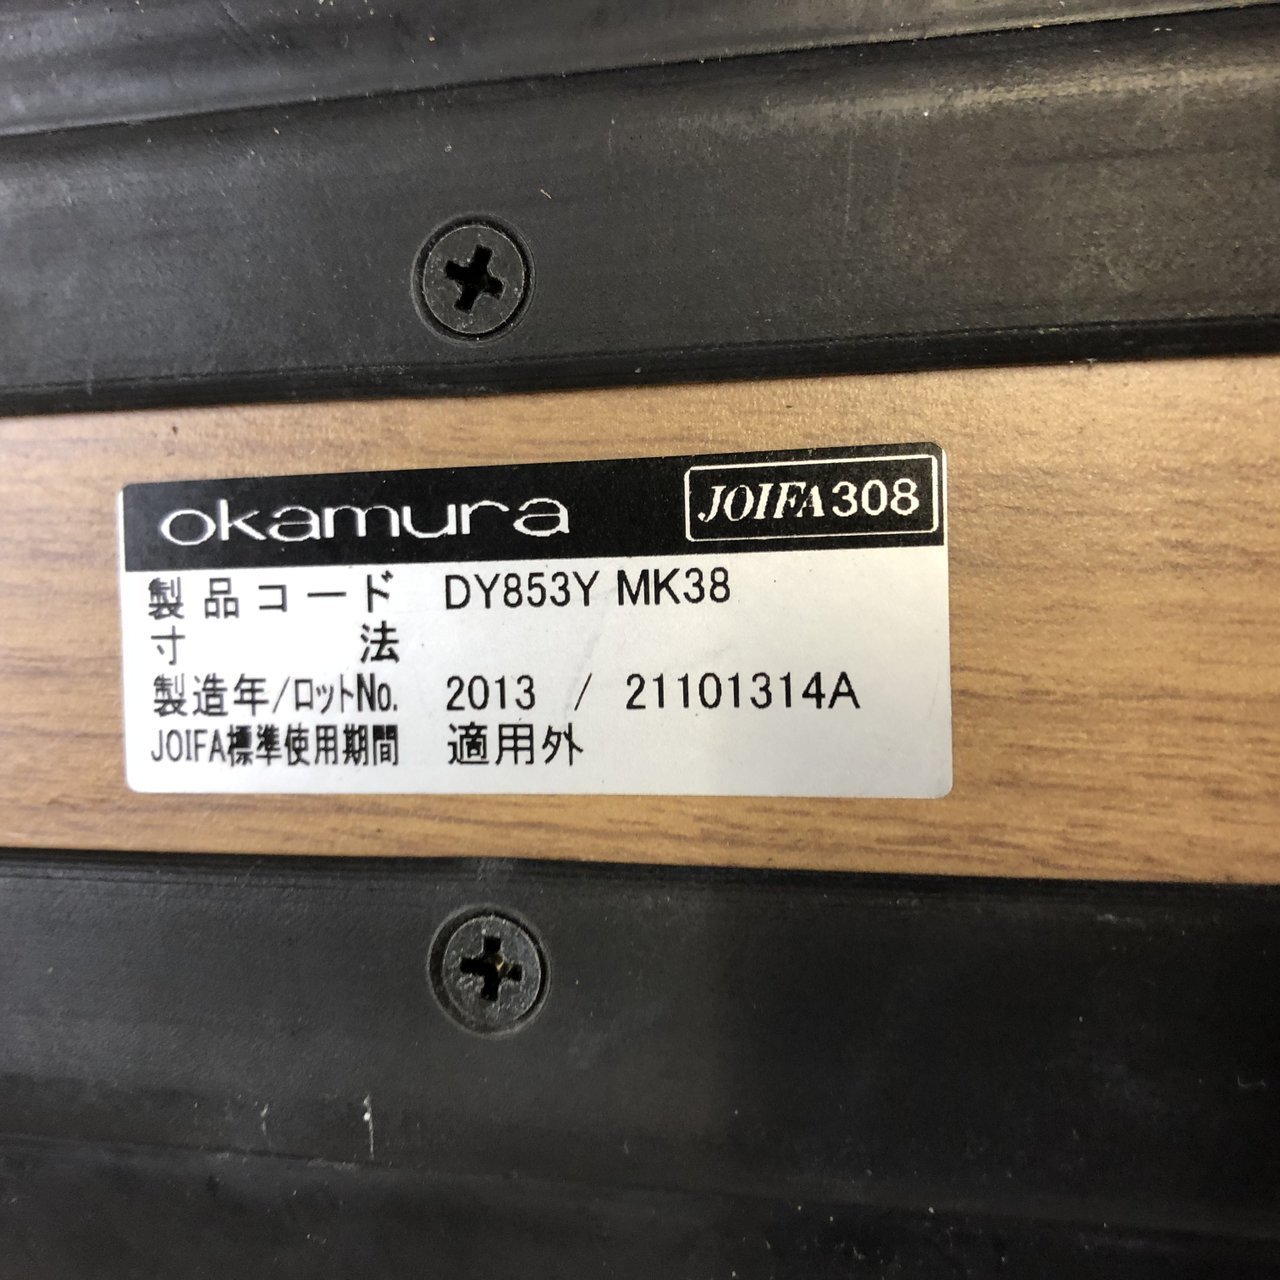 okamura JOIFA308
製品コード DY853Y MK38
寸法
製造年/ロットNo. 2013 / 21101314A
JOIFA標準使用期間 適用外